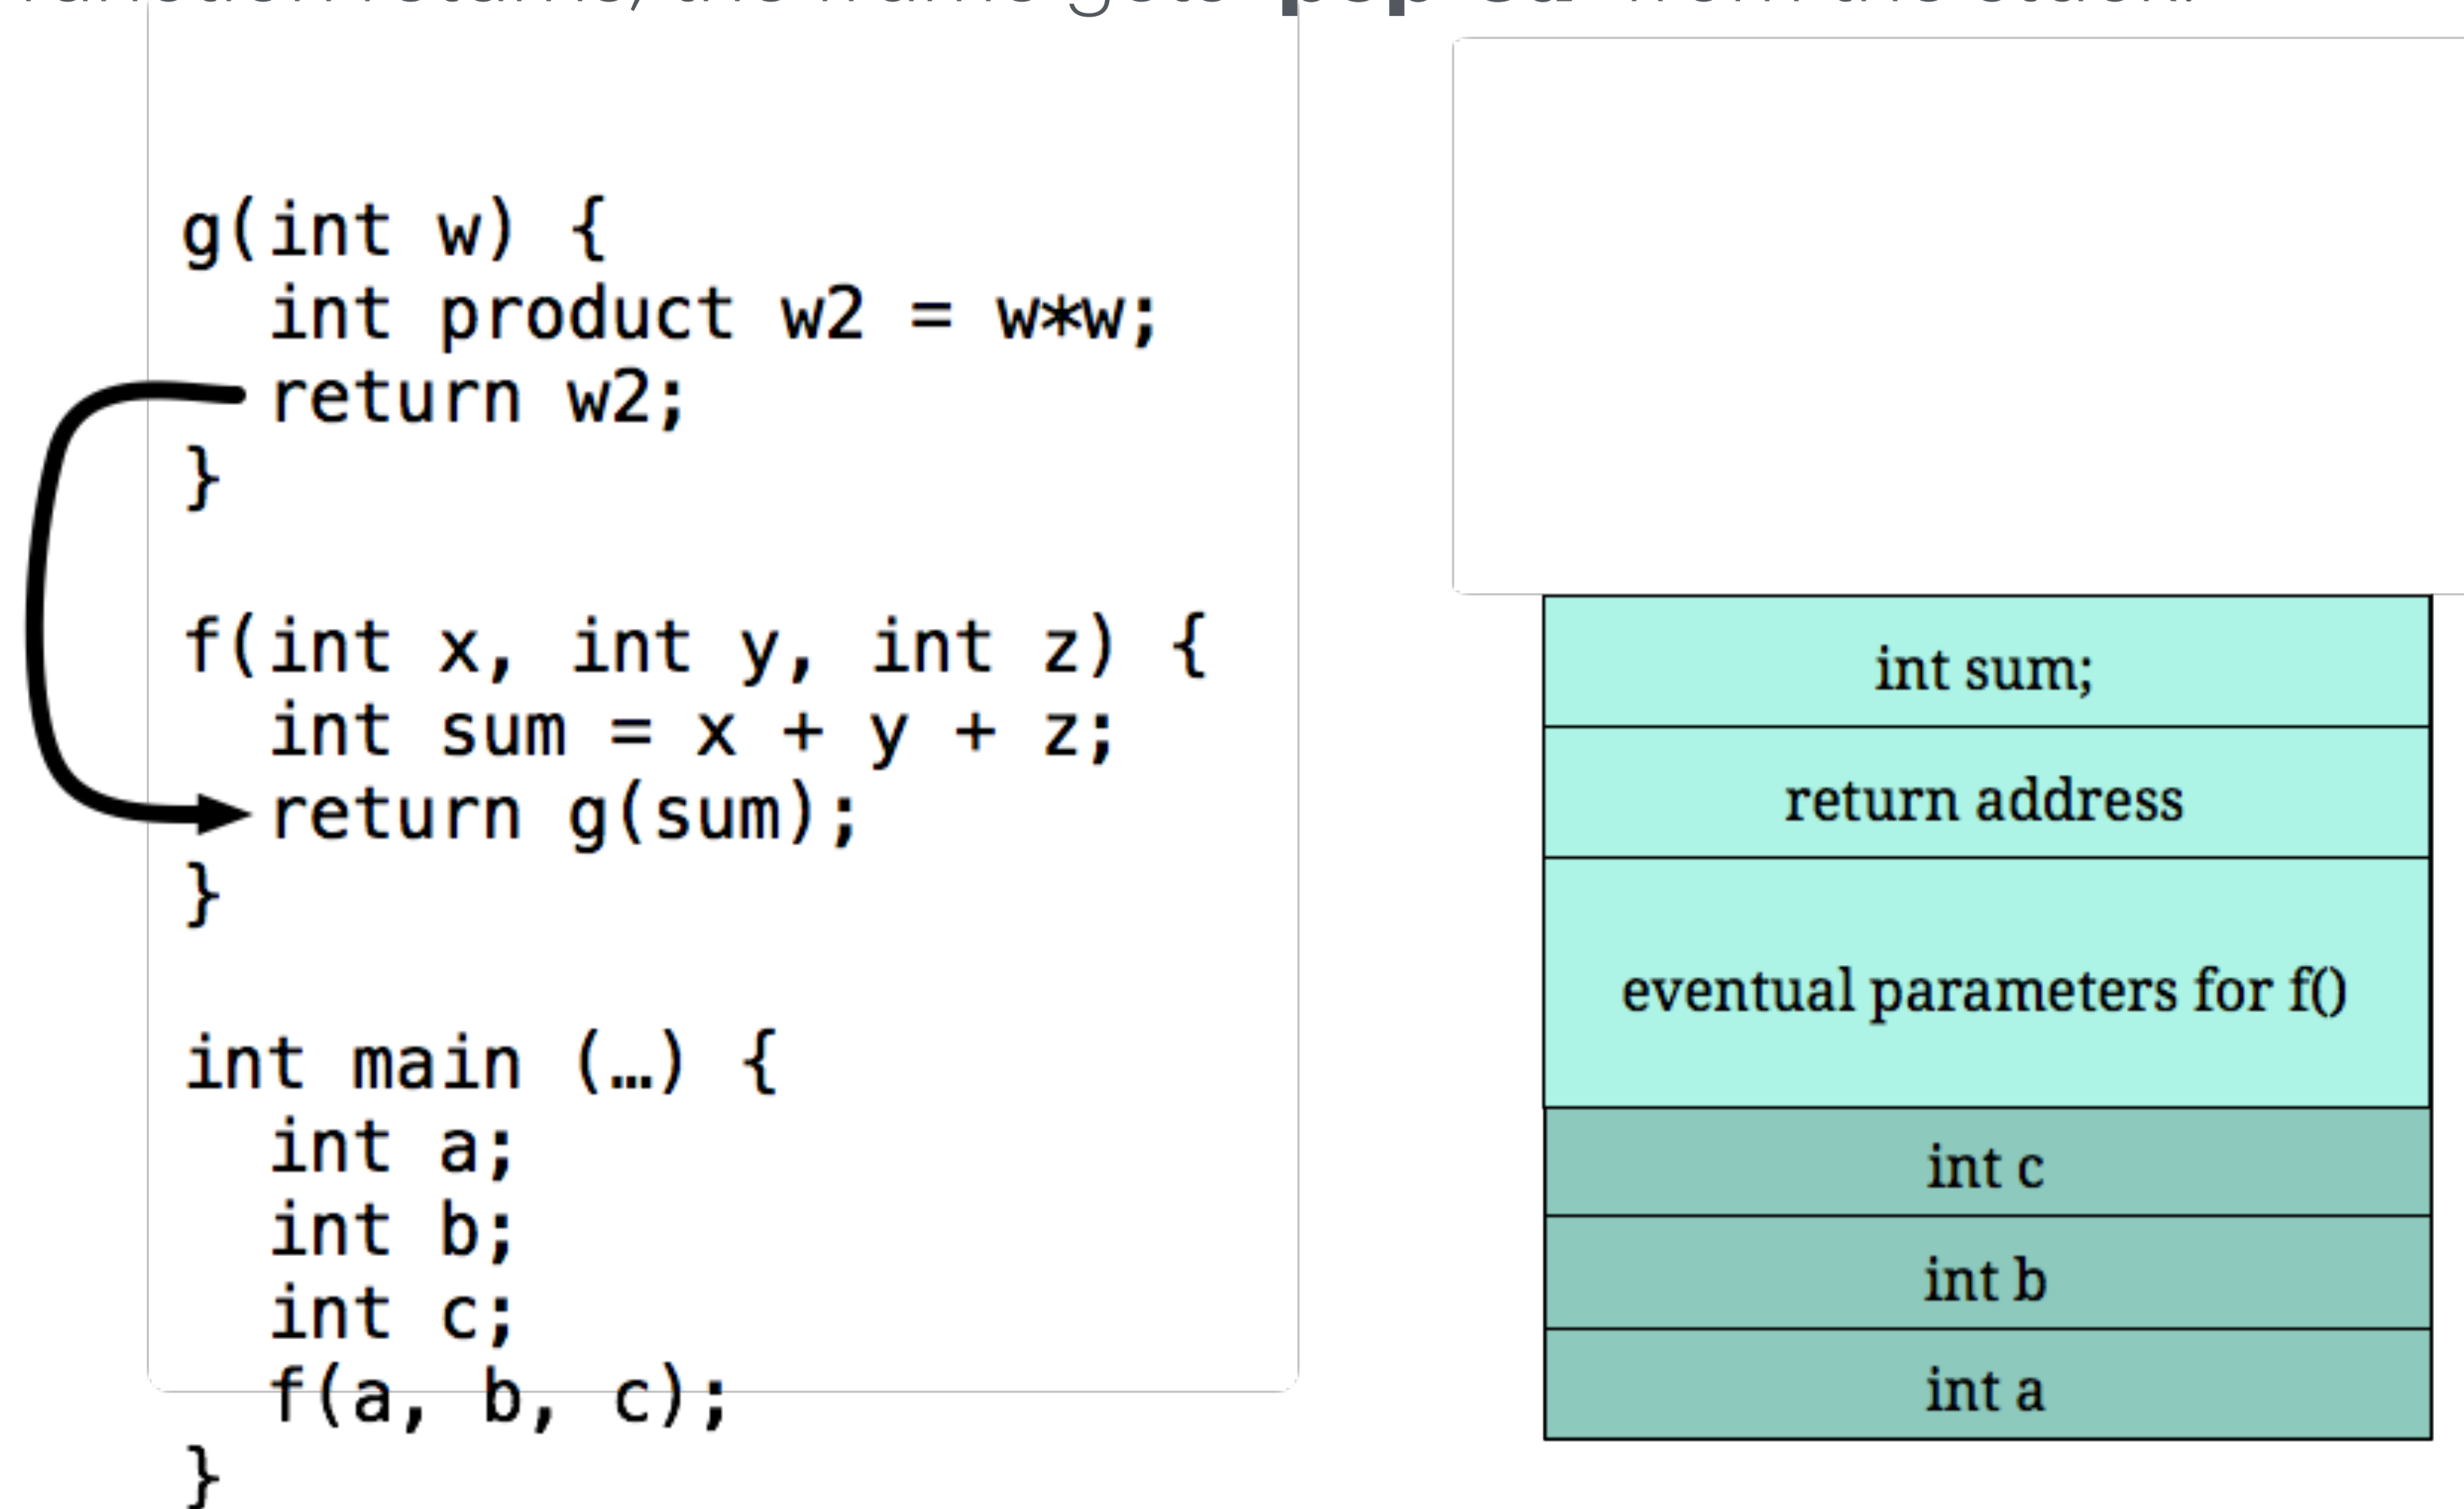 g(int w) {
int product w2 = w*w;
return w2;
}
f(int x, int y, int z) {
int sum = x + y + z;
return g(sum);
}
int main (…) {
int a;
int b;
int c;
f(a, b, c);
}
int sum;
return address
eventual parameters for f()
int c
int b
int a